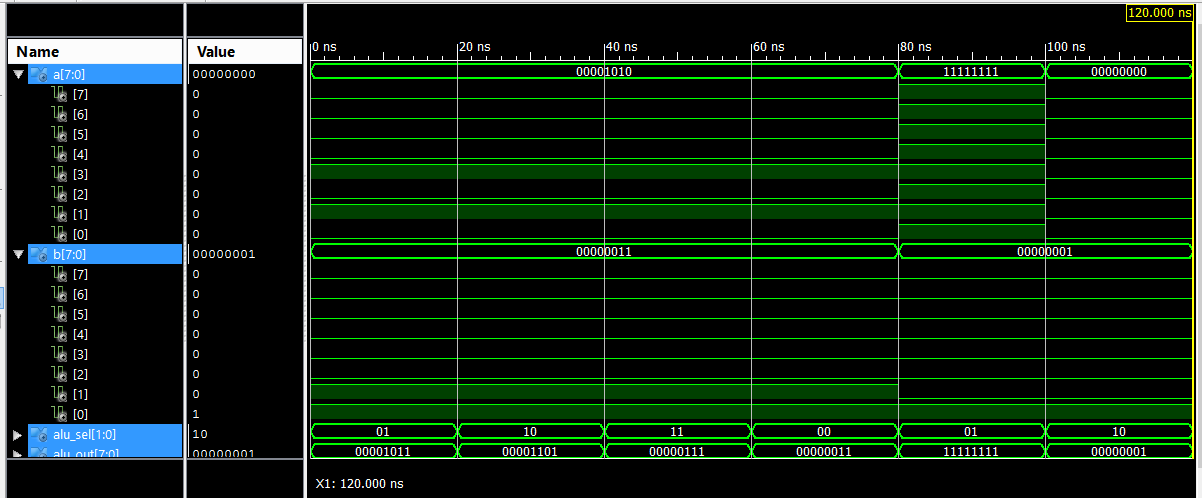 120.000 ns
Name Value
0 ns 20 ns 40 ns 60 ns 80 ns 100 ns
a[7:0] 00000000 00001010 11111111 00000000
[7] 0
[6] 0
[5] 0
[4] 0
[3] 0
[2] 0
[1] 0
[0] 0
b[7:0] 00000001 00000011 00000001
[7] 0
[6] 0
[5] 0
[4] 0
[3] 0
[2] 0
[1] 0
[0] 1
alu_sel[1:0] 10 01 10 11 00 01 10
alu_out[7:0] 00000001 00001011 00001101 00000111 00000011 11111111 00000001
X1: 120.000 ns